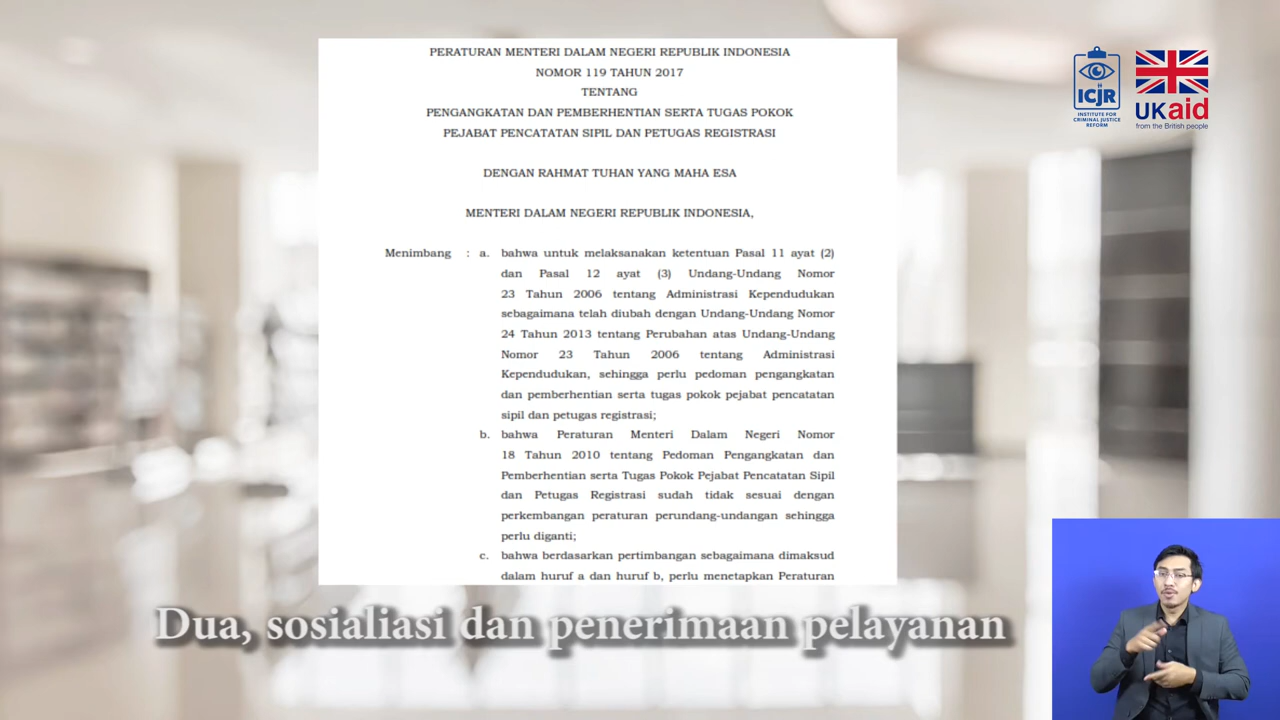 PERATURAN MENTERI DALAM NEGERI REPUBLIK INDONESIA
NOMOR 119 TAHUN 2017
TENTANG
PENGANGKATAN DAN PEMBERHENTIAN SERTA TUGAS POKOK
PEJABAT PENCATATAN SIPIL DAN PETUGAS REGISTRASI
DENGAN RAHMAT TUHAN YANG MAHA ESA
MENTERI DALAM NEGERI REPUBLIK INDONESIA,
Menimbang : a. bahwa untuk melaksanakan ketentuan Pasal 11 ayat (2)
dan Pasal 12 ayat (3) Undang-Undang Nomor
23 Tahun 2006 tentang Administrasi Kependudukan
sebagaimana telah diubah dengan Undang-Undang Nomor
24 Tahun 2013 tentang Perubahan atas Undang-Undang
Nomor 23 Tahun 2006 tentang Administrasi
Kependudukan, sehingga perlu pedoman pengangkatan
dan pemberhentian serta tugas pokok pejabat pencatatan
sipil dan petugas registrasi;
b. bahwa Peraturan Menteri Dalam Negeri Nomor
18 Tahun 2010 tentang Pedoman Pengangkatan dan
Pemberhentian serta Tugas Pokok Pejabat Pencatatan Sipil
dan Petugas Registrasi sudah tidak sesuai dengan
perkembangan peraturan perundang-undangan sehingga
perlu diganti;
c. bahwa berdasarkan pertimbangan sebagaimana dimaksud
dalam huruf a dan huruf b, perlu menetapkan Peraturan
ICJR
INSTITUTE FOR
CRIMINAL JUSTICE
REFORM
UKaid
from the British people
Dua, sosialiasi dan penerimaan pelayanan